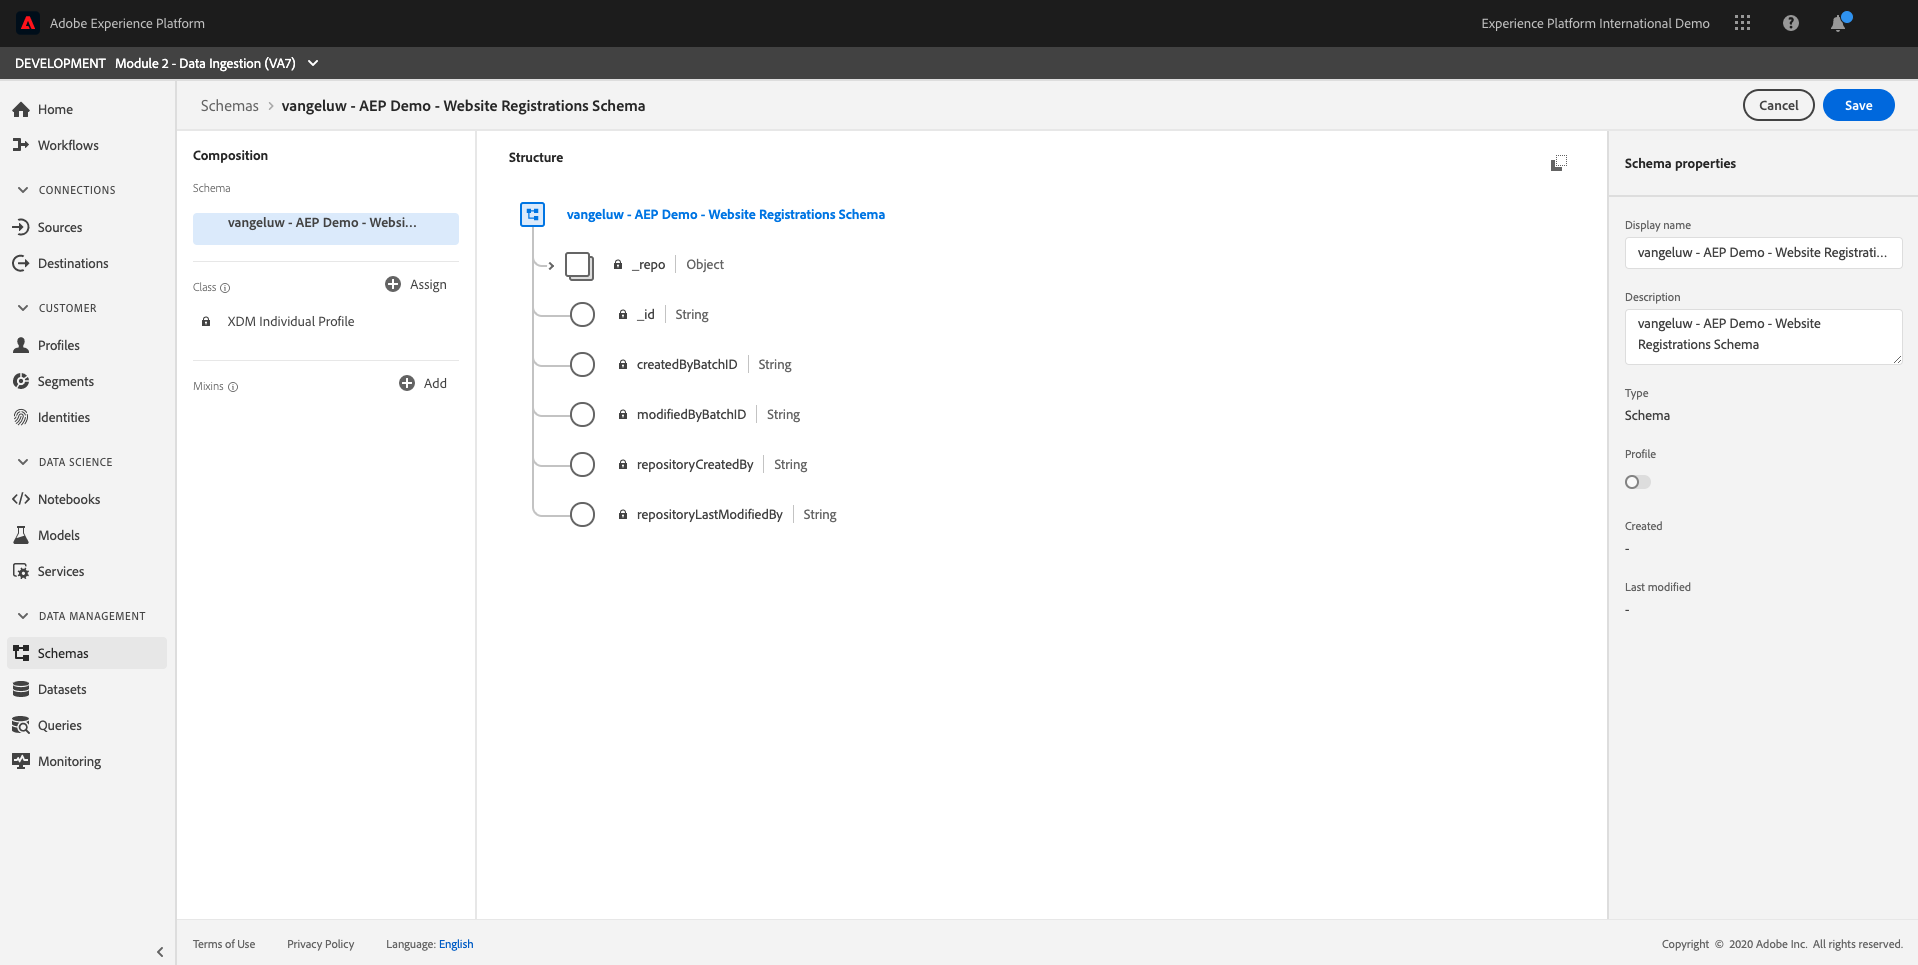 Adobe Experience Platform
Experience Platform International Demo
DEVELOPMENT Module 2 - Data Ingestion (VA7)
Home
Workflows
CONNECTIONS
Sources
Destinations
CUSTOMER
Profiles
Segments
Identities
DATA SCIENCE
Notebooks
Models
Services
DATA MANAGEMENT
Schemas
Datasets
Queries
Monitoring
Schemas > vangeluw - AEP Demo - Website Registrations Schema
Cancel
Save
Composition
Schema
vangeluw - AEP Demo - Websi...
Class
Assign
XDM Individual Profile
Mixins
Add
Structure
vangeluw - AEP Demo - Website Registrations Schema
_repo Object
_id String
createdByBatchID String
modifiedByBatchID String
repositoryCreatedBy String
repositoryLastModifiedBy String
Schema properties
Display name
vangeluw - AEP Demo - Website Registrati...
Description
vangeluw - AEP Demo - Website
Registrations Schema
Type
Schema
Profile
Created
-
Last modified
-
Terms of Use
Privacy Policy
Language: English
Copyright © 2020 Adobe Inc. All rights reserved.